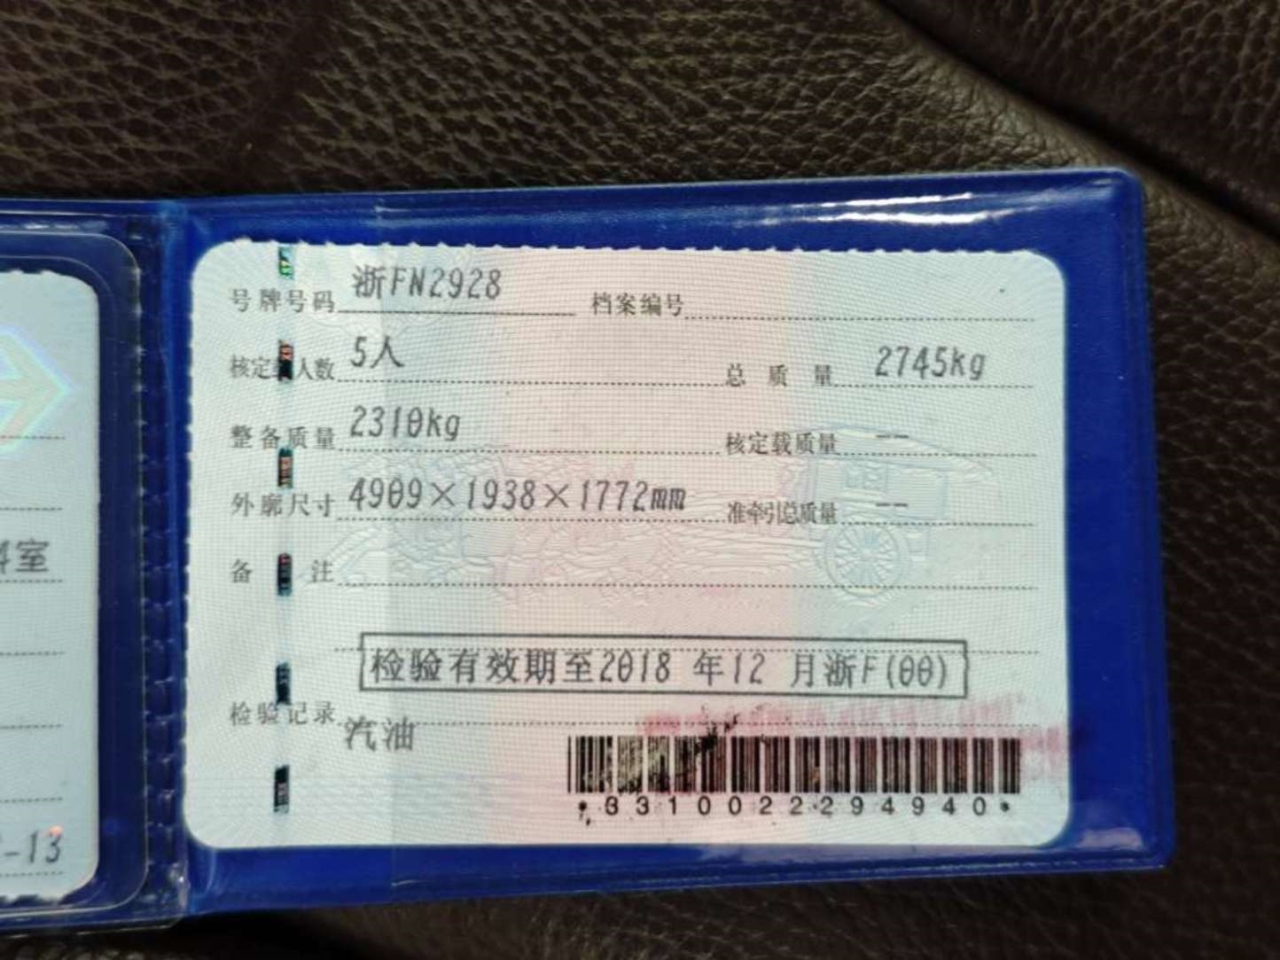 号牌号码 浙FN2928 档案编号
核定 人数 5人 总质量 2745kg
整备质量 2310kg 核定载质量 --
外廓尺寸 4909×1938×1772mm 准牵引总质量 --
备注
检验有效期至2018 年12 月浙F(00)
检验记录
汽油
*3310022294940*
室
-13